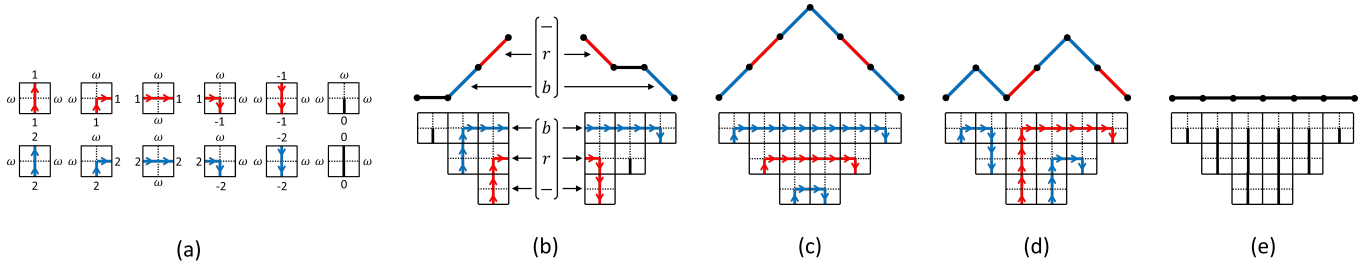 1 ω ω ω -1 ω
ω ω 1 1 1 1 ω ω ω
1 1 ω -1 -1 0
2 ω ω ω -2 0
ω ω 2 2 2 2 ω ω ω
2 2 ω -2 -2 0
(a)
−
r
b
b
r
−
(b)
(c)
(d)
(e)